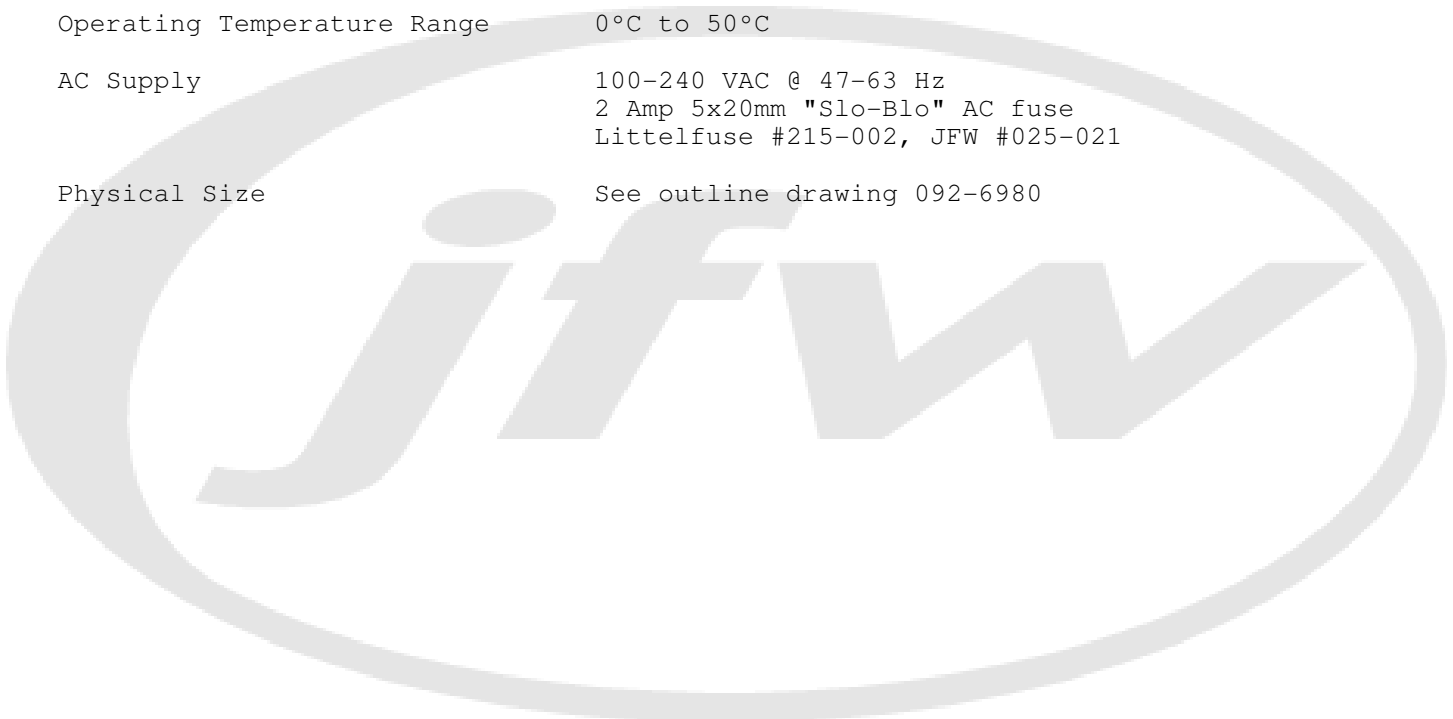 Operating Temperature Range 0°C to 50°C
AC Supply 100-240 VAC @ 47-63 Hz
2 Amp 5x20mm "Slo-Blo" AC fuse
Littelfuse #215-002, JFW #025-021
Physical Size See outline drawing 092-6980
jfw